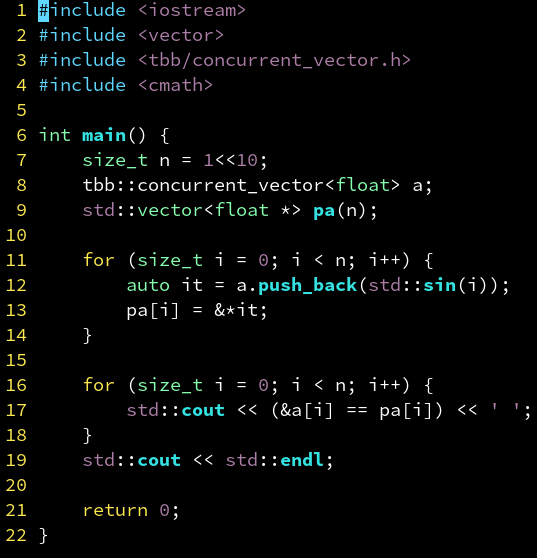 1 #include <iostream>
2 #include <vector>
3 #include <tbb/concurrent_vector.h>
4 #include <cmath>
5
6 int main() {
7     size_t n = 1<<10;
8     tbb::concurrent_vector<float> a;
9     std::vector<float *> pa(n);
10
11     for (size_t i = 0; i < n; i++) {
12         auto it = a.push_back(std::sin(i));
13         pa[i] = &*it;
14     }
15
16     for (size_t i = 0; i < n; i++) {
17         std::cout << (&a[i] == pa[i]) << ' ';
18     }
19     std::cout << std::endl;
20
21     return 0;
22 }